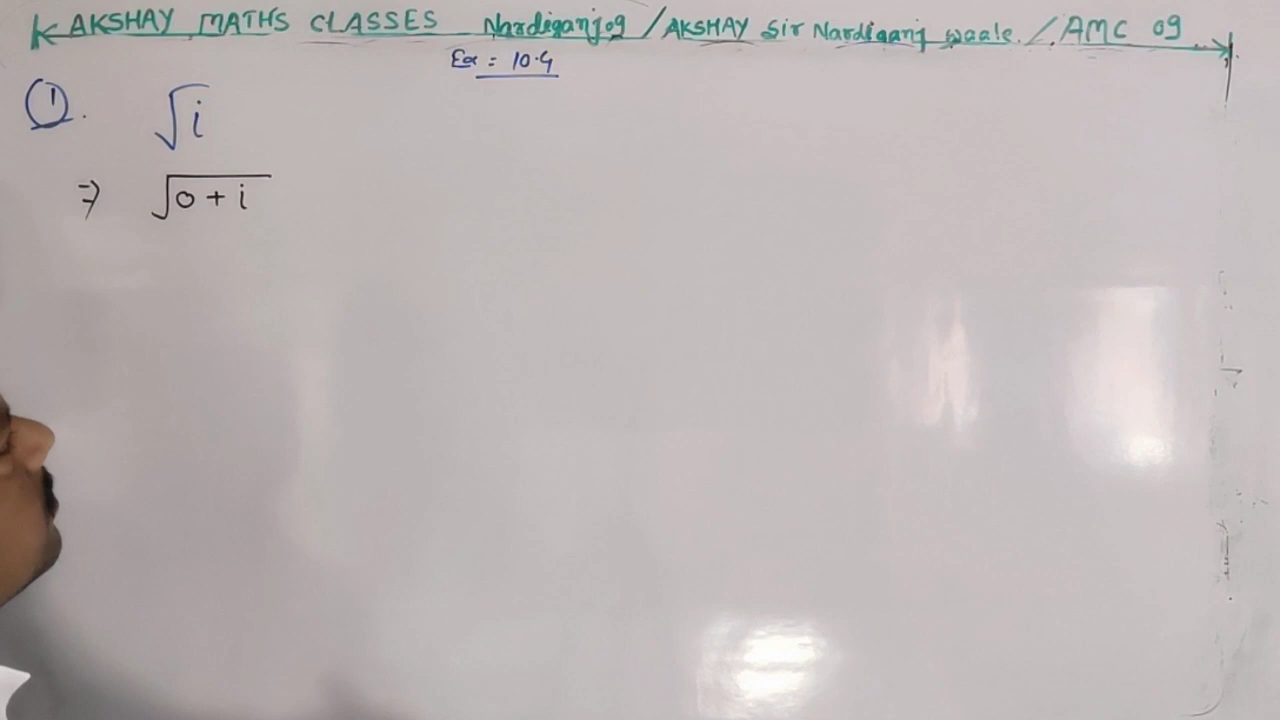 AKSHAY MATHS CLASSES Nardiganj09 / AKSHAY Sir Nardiganj waale. / AMC 09
Ex = 10.4
①. √i
⇒ √0 + i